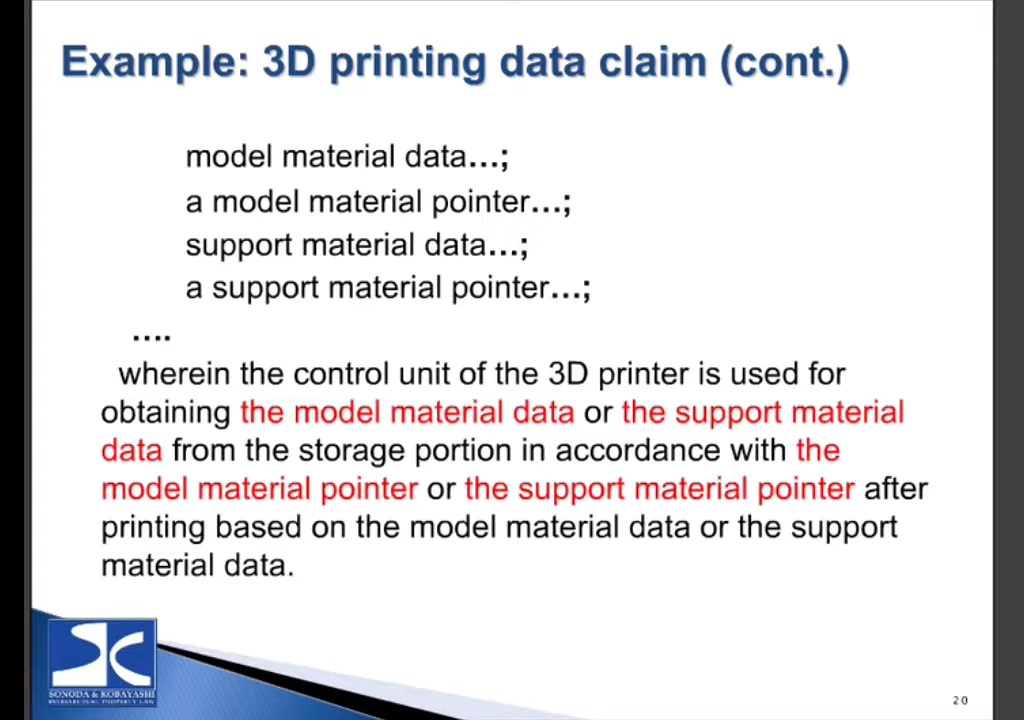 Example: 3D printing data claim (cont.)
model material data…;
a model material pointer…;
support material data…;
a support material pointer…;
….
wherein the control unit of the 3D printer is used for
obtaining the model material data or the support material
data from the storage portion in accordance with the
model material pointer or the support material pointer after
printing based on the model material data or the support
material data.
SONODA & KOBAYASHI
INTELLECTUAL PROPERTY LAW
20